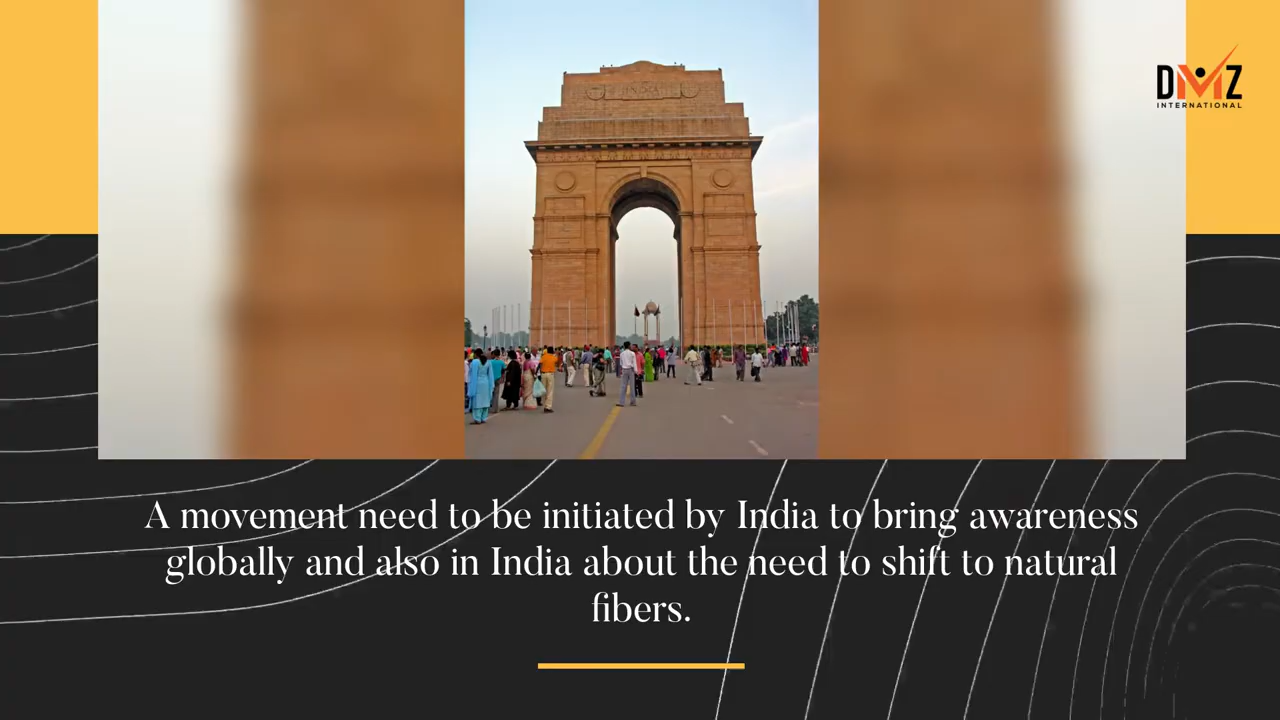 DMZ
INTERNATIONAL
A movement need to be initiated by India to bring awareness
globally and also in India about the need to shift to natural
fibers.